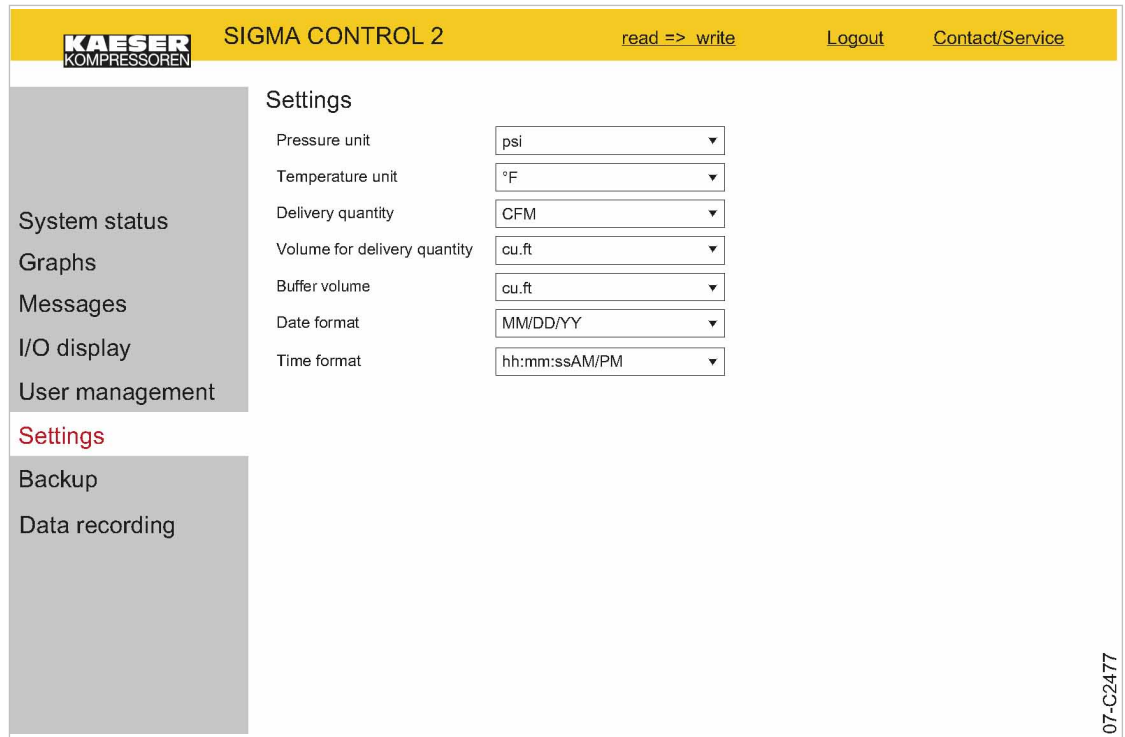 KAESER
KOMPRESSOREN
SIGMA CONTROL 2
read => write
Logout
Contact/Service
Settings
Pressure unit psi
Temperature unit °F
Delivery quantity CFM
Volume for delivery quantity cu.ft
Buffer volume cu.ft
Date format MM/DD/YY
Time format hh:mm:ssAM/PM
System status
Graphs
Messages
I/O display
User management
Settings
Backup
Data recording
07-C2477